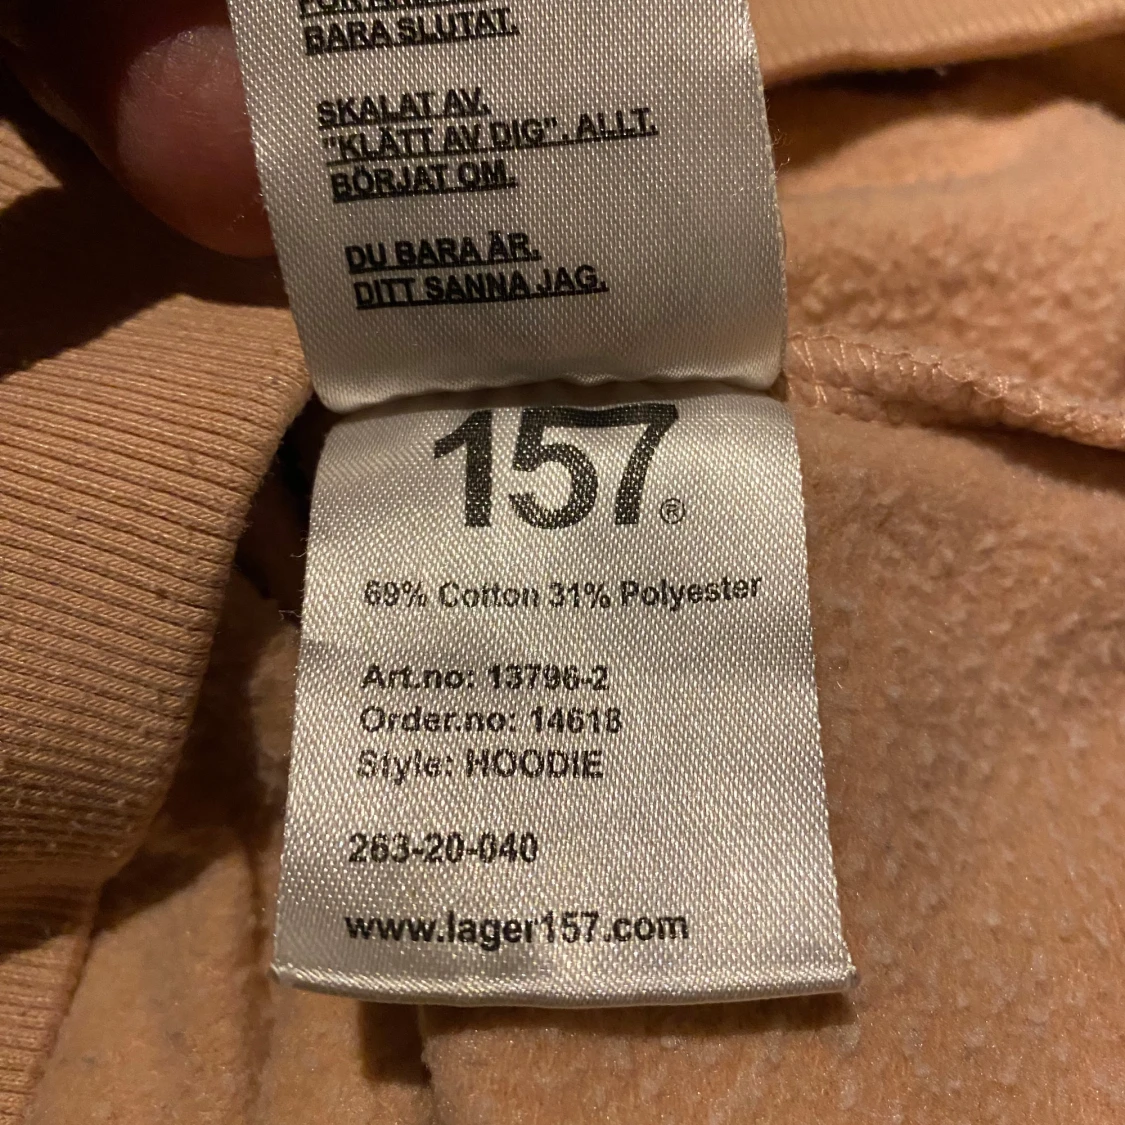 BARA SLUTAT.
SKALAT AV.
"KLÄTT AV DIG". ALLT.
BÖRJAT OM.
DU BARA ÄR.
DITT SANNA JAG.
157®
69% Cotton 31% Polyester
Art.no: 13796-2
Order.no: 14618
Style: HOODIE
263-20-040
www.lager157.com